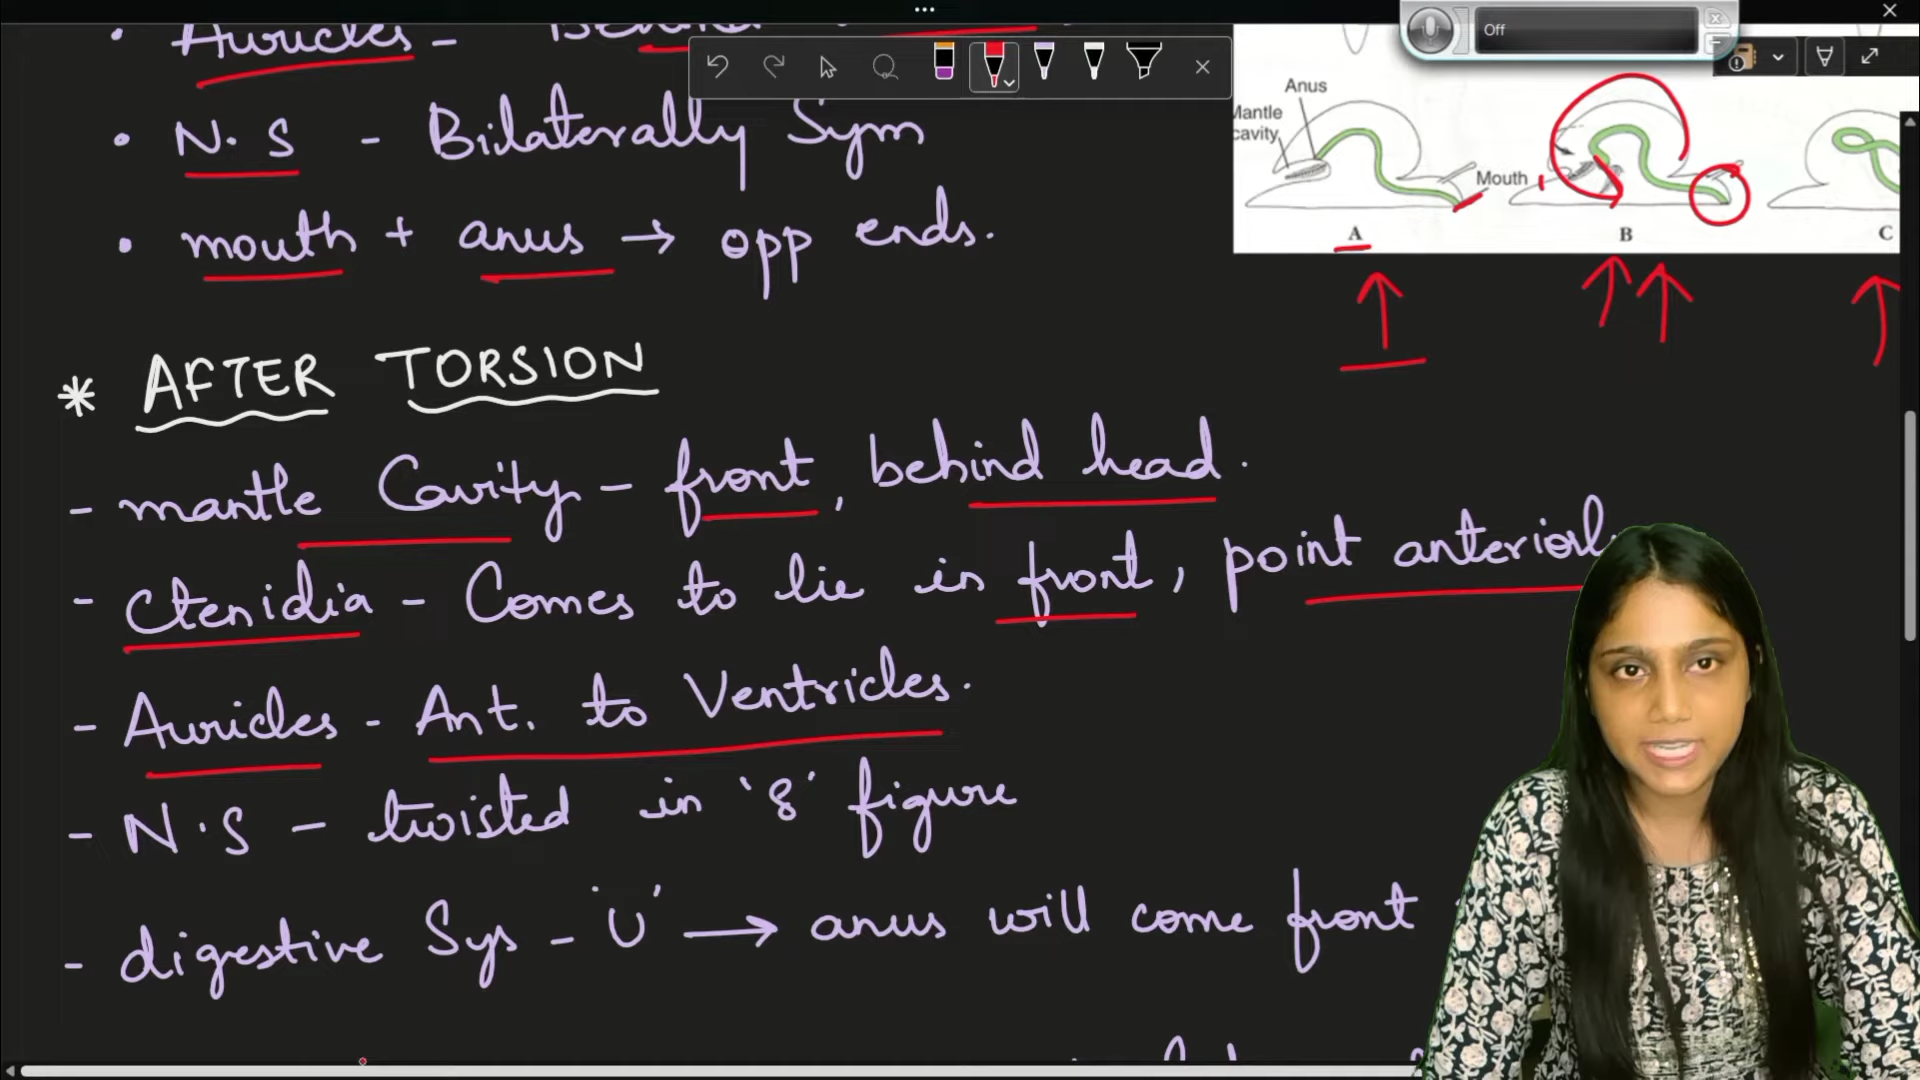 ...
Off
• Auricles -
• N.S - Bilaterally Sym
• mouth + anus → opp ends.
Anus
Mantle
cavity
Mouth
A
B
C
* AFTER TORSION
- mantle Cavity - front, behind head.
- Ctenidia - Comes to lie in front, point anteriorl
- Auricles - Ant. to Ventricles.
- N.S - twisted in '8' figure
- digestive Sys - 'U' → anus will come front